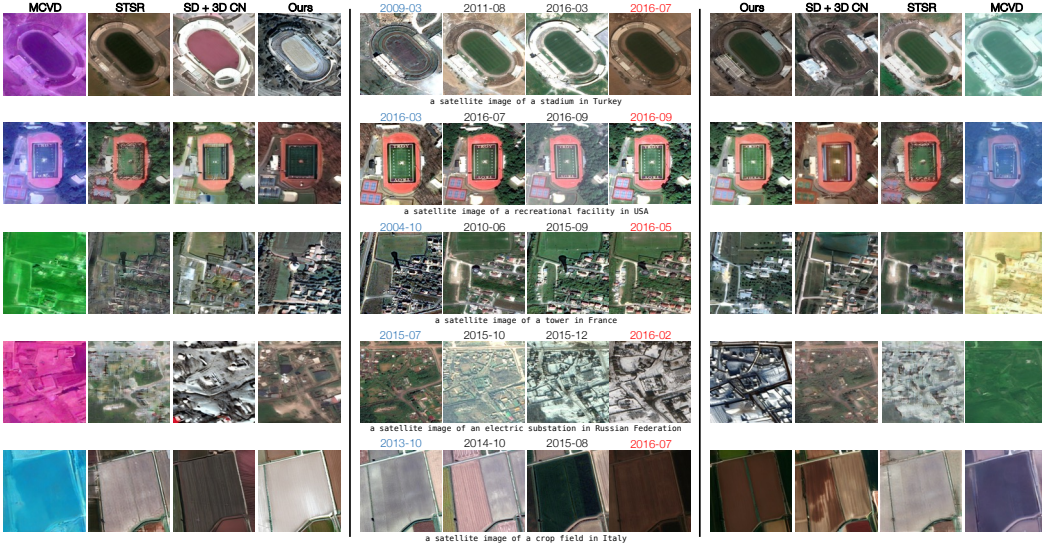 MCVD STSR SD + 3D CN Ours 2009-03 2011-08 2016-03 2016-07 Ours SD + 3D CN STSR MCVD
a satellite image of a stadium in Turkey
2016-03 2016-07 2016-09 2016-09
a satellite image of a recreational facility in USA
2004-10 2010-06 2015-09 2016-05
a satellite image of a tower in France
2015-07 2015-10 2015-12 2016-02
a satellite image of an electric substation in Russian Federation
2013-10 2014-10 2015-08 2016-07
a satellite image of a crop field in Italy